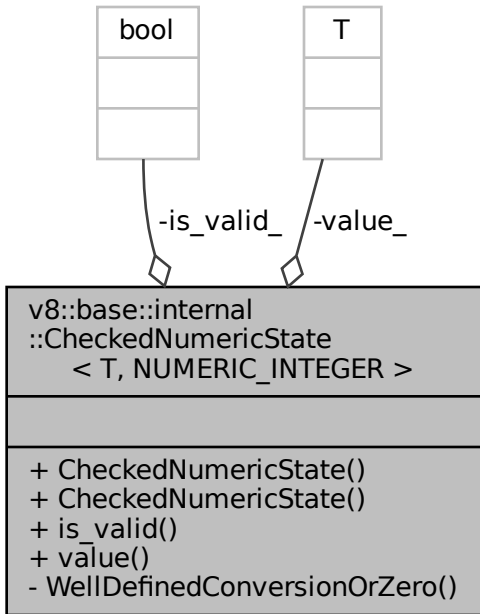 bool
T
-is_valid_
-value_
v8::base::internal
::CheckedNumericState
< T, NUMERIC_INTEGER >
+ CheckedNumericState()
+ CheckedNumericState()
+ is_valid()
+ value()
- WellDefinedConversionOrZero()